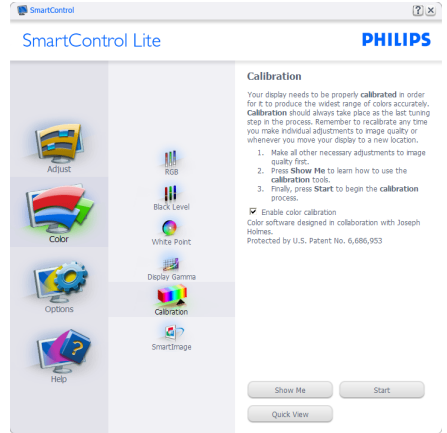 SmartControl
SmartControl Lite
PHILIPS
Adjust
Color
Options
Help
RGB
Black Level
White Point
Display Gamma
Calibration
SmartImage
Calibration
Your display needs to be properly calibrated in order
for it to produce the widest range of colors accurately.
Calibration should always take place as the last tuning
step in the process. Remember to recalibrate any time
you make individual adjustments to image quality or
whenever you move your display to a new location.
1. Make all other necessary adjustments to image
quality first.
2. Press Show Me to learn how to use the
calibration tools.
3. Finally, press Start to begin the calibration
process.
Enable color calibration
Color software designed in collaboration with Joseph
Holmes.
Protected by U.S. Patent No. 6,686,953
Show Me
Start
Quick View